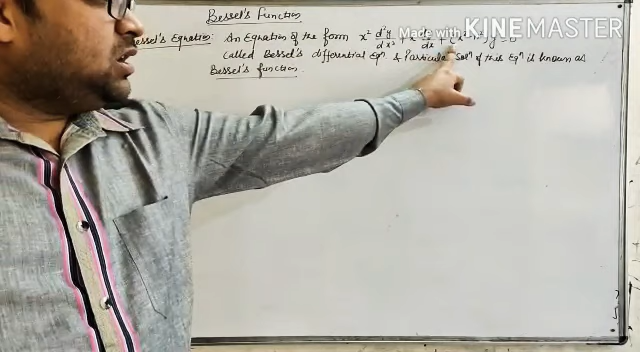 Bessel's Function
Bessel's Equation: An Equation of the form x² d²y/dx² + x dy/dx + (x²-n²)y = 0
Made with KINEMASTER
Called Bessel's differential Eqⁿ. & Particular Solⁿ of this Eqⁿ is known as
Bessel's function.